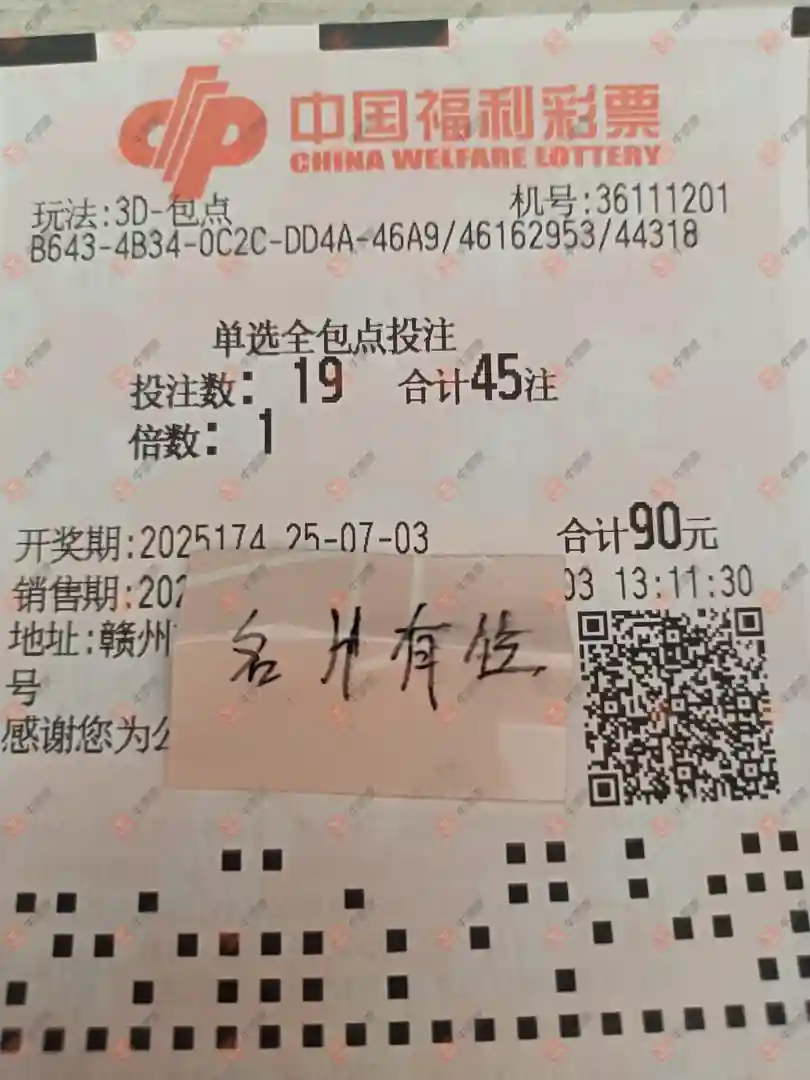 中国福利彩票
CHINA WELFARE LOTTERY
玩法:3D-包点 机号:36111201
B643-4B34-0C2C-DD4A-46A9/46162953/44318
单选全包点投注
投注数: 19 合计45注
倍数: 1
开奖期:2025174 25-07-03 合计90元
销售期:202 03 13:11:30
地址:赣州
号
感谢您为公
名片有位